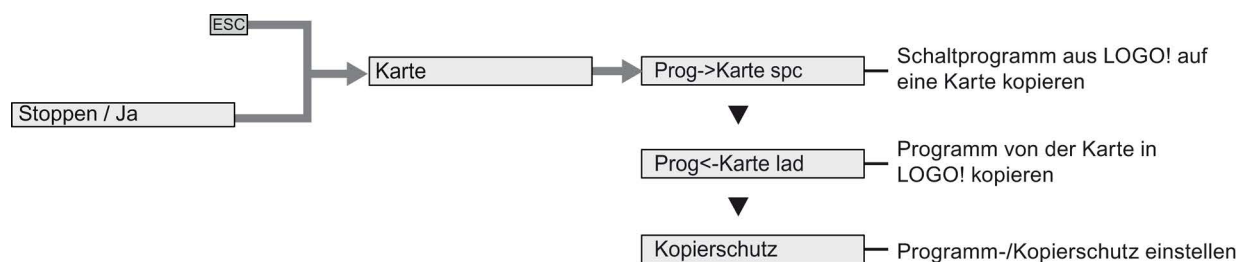 ESC
Stoppen / Ja
Karte
Prog->Karte spc
Schaltprogramm aus LOGO! auf
eine Karte kopieren
Prog<-Karte lad
Programm von der Karte in
LOGO! kopieren
Kopierschutz
Programm-/Kopierschutz einstellen